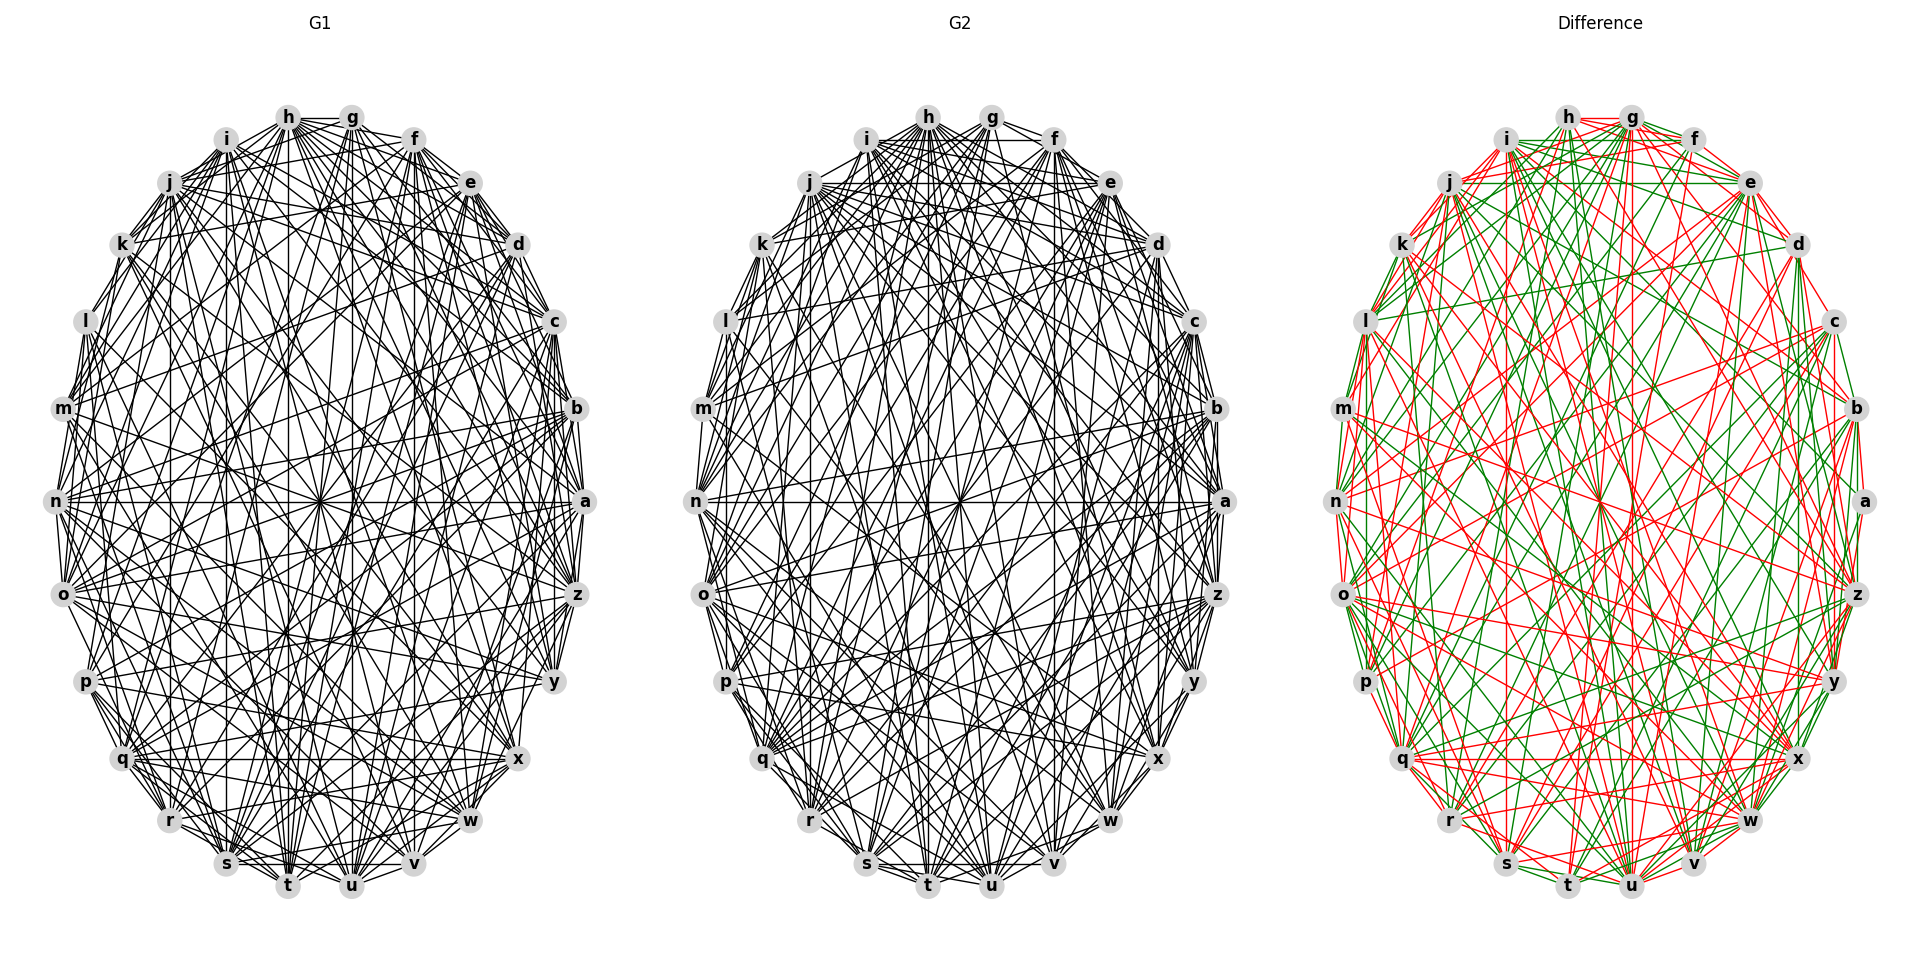 G1 G2 Difference
h g h g h g
i f i f i f
j e j e j e
k d k d k d
l c l c l c
m b m b m b
n a n a n a
o z o z o z
p y p y p y
q x q x q x
r w r w r w
s v s v s v
t u t u t u